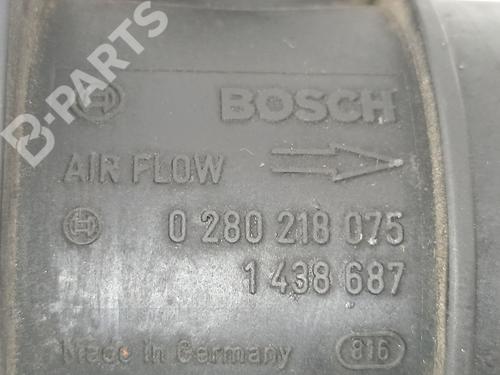 B-PARTS
BOSCH
AIR FLOW
0 280 218 075
1 438 687
Made in Germany 816